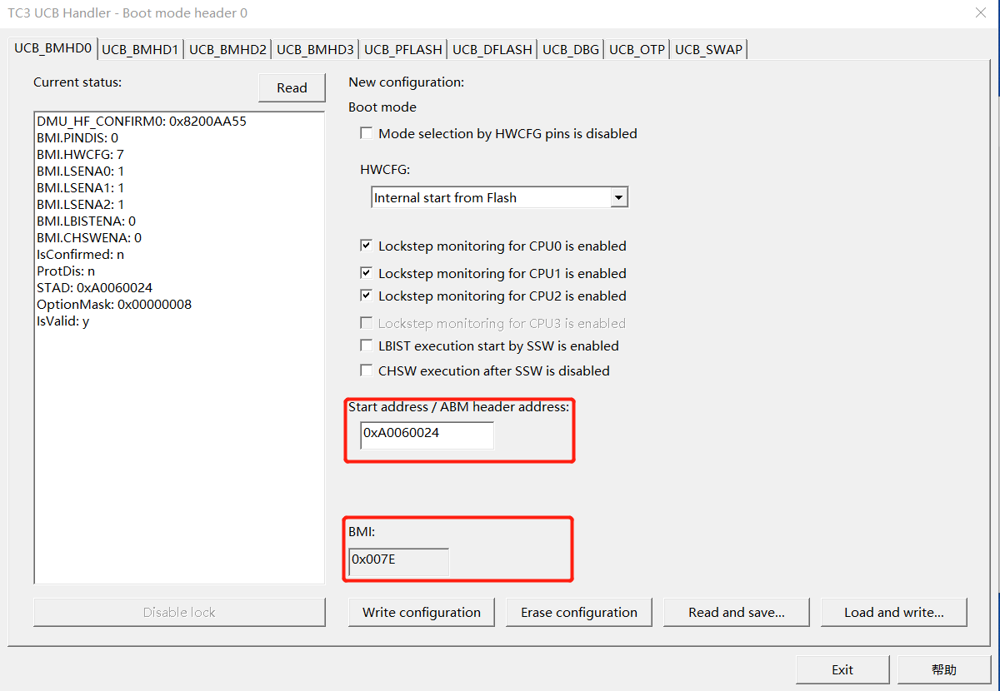 TC3 UCB Handler - Boot mode header 0
UCB_BMHD0 UCB_BMHD1 UCB_BMHD2 UCB_BMHD3 UCB_PFLASH UCB_DFLASH UCB_DBG UCB_OTP UCB_SWAP
Current status:
Read
DMU_HF_CONFIRM0: 0x8200AA55
BMI.PINDIS: 0
BMI.HWCFG: 7
BMI.LSENA0: 1
BMI.LSENA1: 1
BMI.LSENA2: 1
BMI.LBISTENA: 0
BMI.CHSWENA: 0
IsConfirmed: n
ProtDis: n
STAD: 0xA0060024
OptionMask: 0x00000008
IsValid: y
Disable lock
New configuration:
Boot mode
Mode selection by HWCFG pins is disabled
HWCFG:
Internal start from Flash
Lockstep monitoring for CPU0 is enabled
Lockstep monitoring for CPU1 is enabled
Lockstep monitoring for CPU2 is enabled
Lockstep monitoring for CPU3 is enabled
LBIST execution start by SSW is enabled
CHSW execution after SSW is disabled
Start address / ABM header address:
0xA0060024
BMI:
0x007E
Write configuration
Erase configuration
Read and save...
Load and write...
Exit
帮助